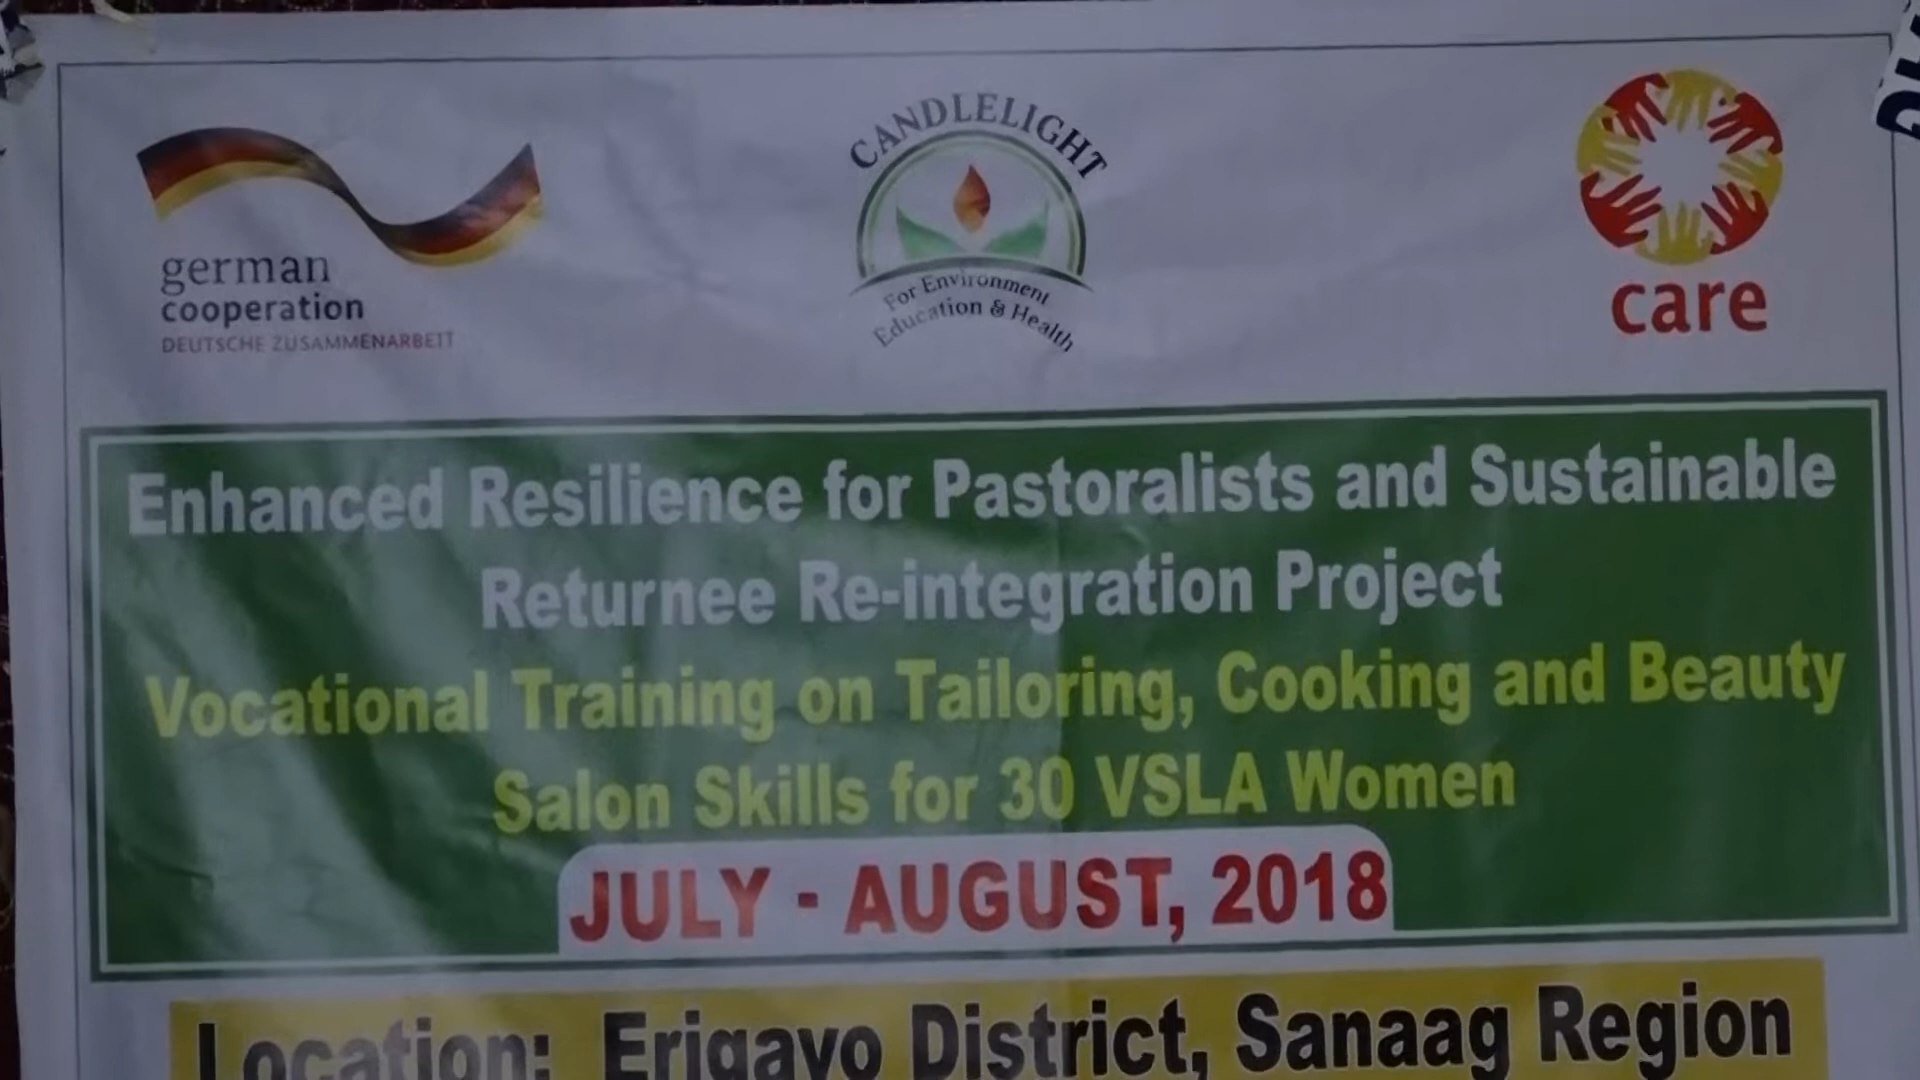 german
cooperation
DEUTSCHE ZUSAMMENARBEIT
CANDLELIGHT
For Environment
Education & Health
care
Enhanced Resilience for Pastoralists and Sustainable
Returnee Re-integration Project
Vocational Training on Tailoring, Cooking and Beauty
Salon Skills for 30 VSLA Women
JULY - AUGUST, 2018
Location: Erigavo District, Sanaag Region